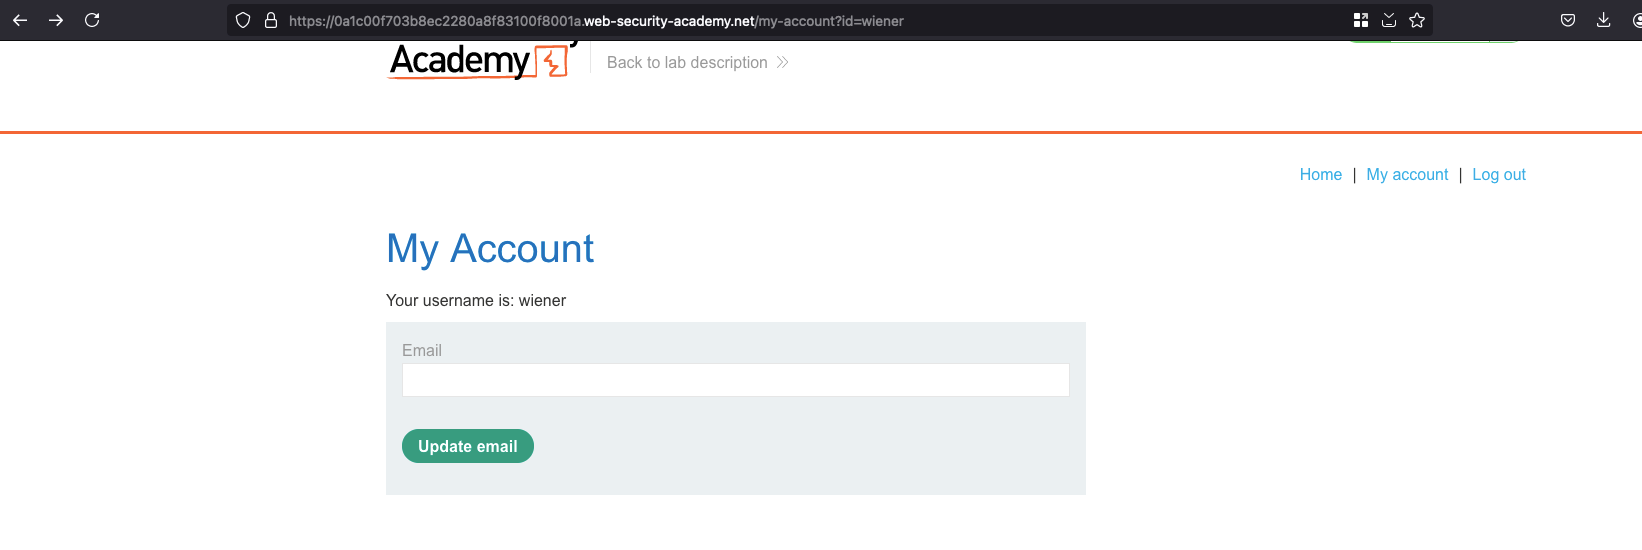 https://0a1c00f703b8ec2280a8f83100f8001a.web-security-academy.net/my-account?id=wiener
Academy
Back to lab description
Home | My account | Log out
My Account
Your username is: wiener
Email
Update email